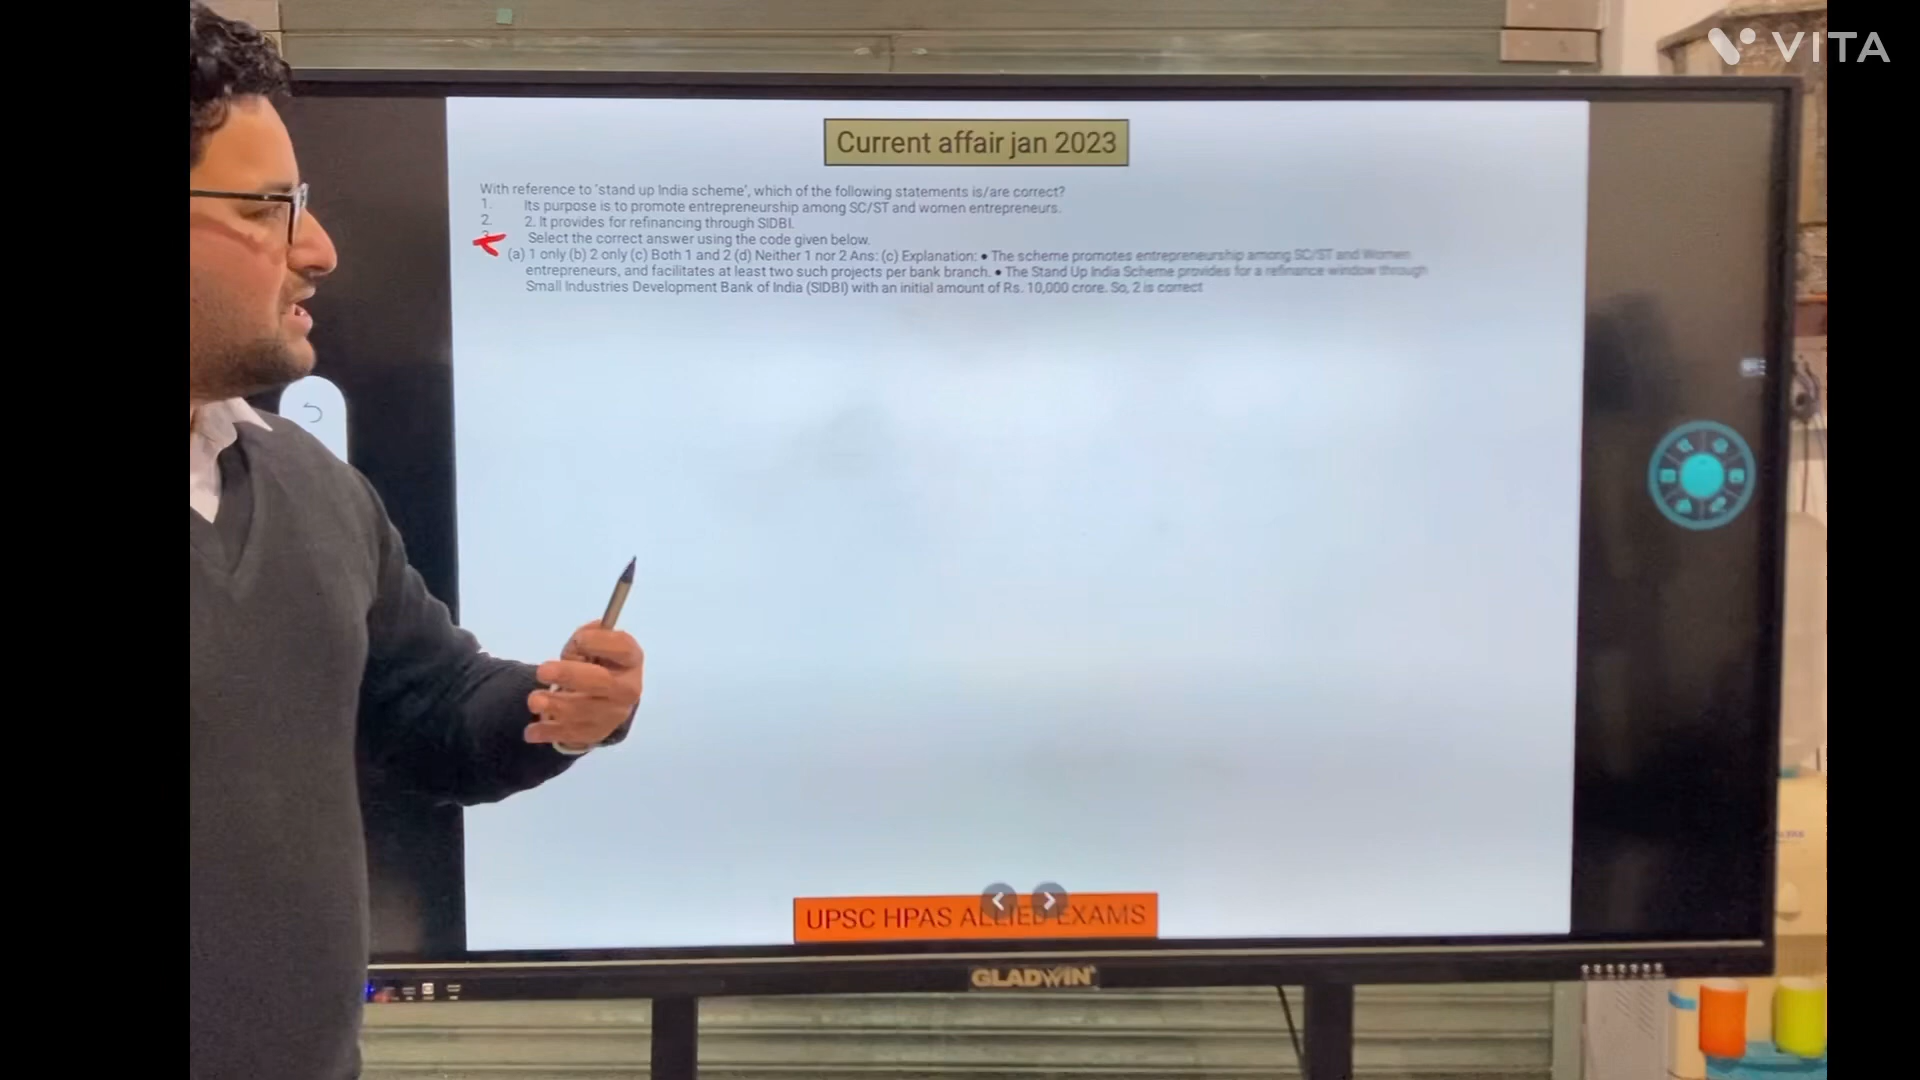 VITA
Current affair jan 2023
With reference to 'stand up India scheme', which of the following statements is/are correct?
1. Its purpose is to promote entrepreneurship among SC/ST and women entrepreneurs.
2. 2. It provides for refinancing through SIDBI.
Select the correct answer using the code given below.
(a) 1 only (b) 2 only (c) Both 1 and 2 (d) Neither 1 nor 2 Ans: (c) Explanation: • The scheme promotes entrepreneurship among SC/ST and Women
entrepreneurs, and facilitates at least two such projects per bank branch. • The Stand Up India Scheme provides for a refinance window through
Small Industries Development Bank of India (SIDBI) with an initial amount of Rs. 10,000 crore. So, 2 is correct
UPSC HPAS ALLIED EXAMS
GLADWIN